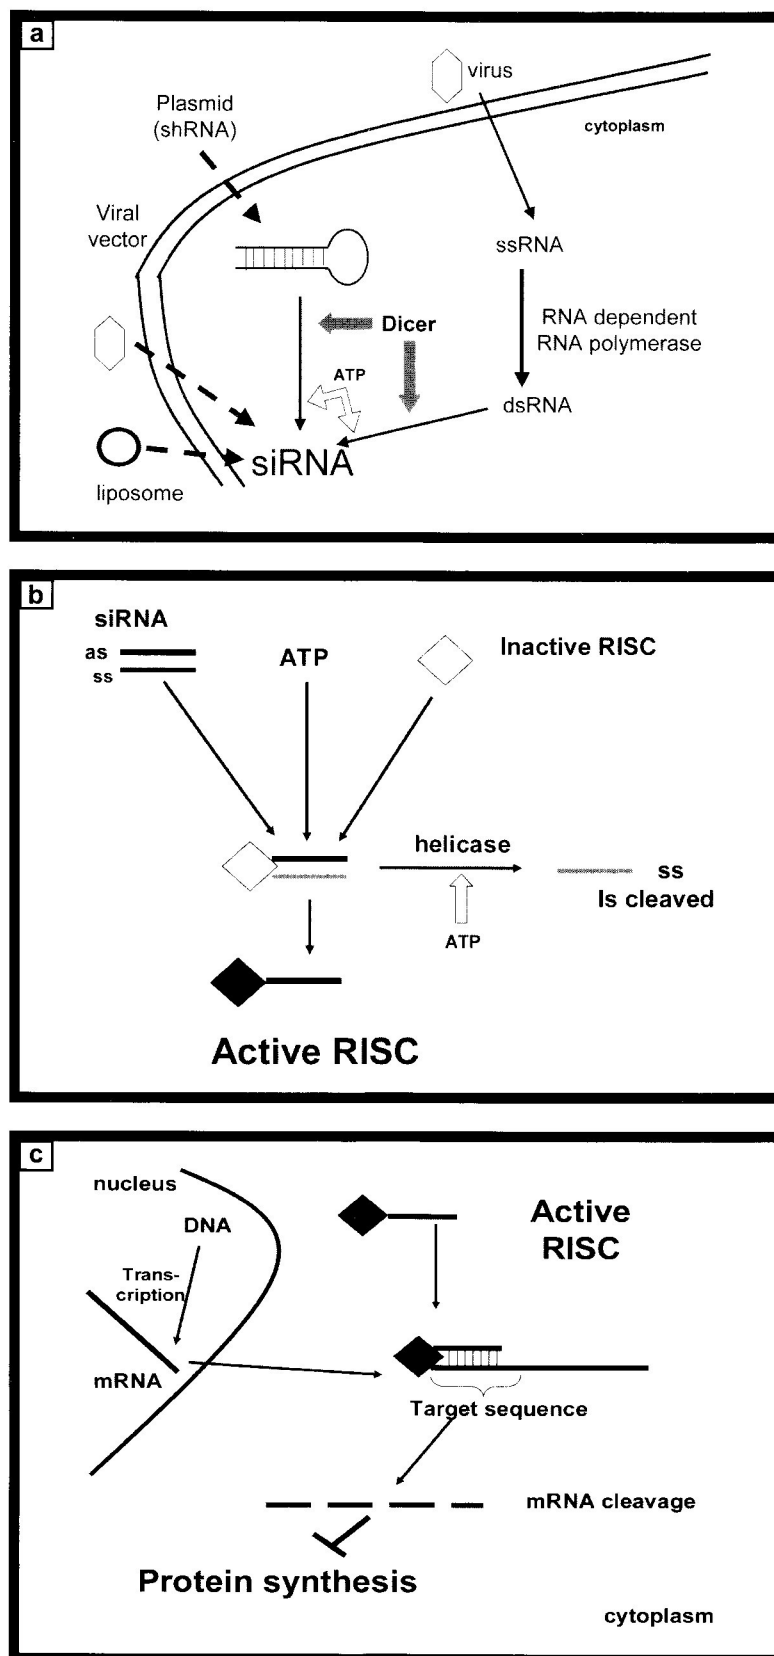 a
virus
Plasmid
(shRNA)
cytoplasm
Viral
vector
ssRNA
Dicer
RNA dependent
RNA polymerase
ATP
dsRNA
siRNA
liposome
b
siRNA
as
ss
ATP
Inactive RISC
helicase
ss
Is cleaved
ATP
Active RISC
c
nucleus
DNA
Trans-
cription
mRNA
Active
RISC
Target sequence
mRNA cleavage
Protein synthesis
cytoplasm